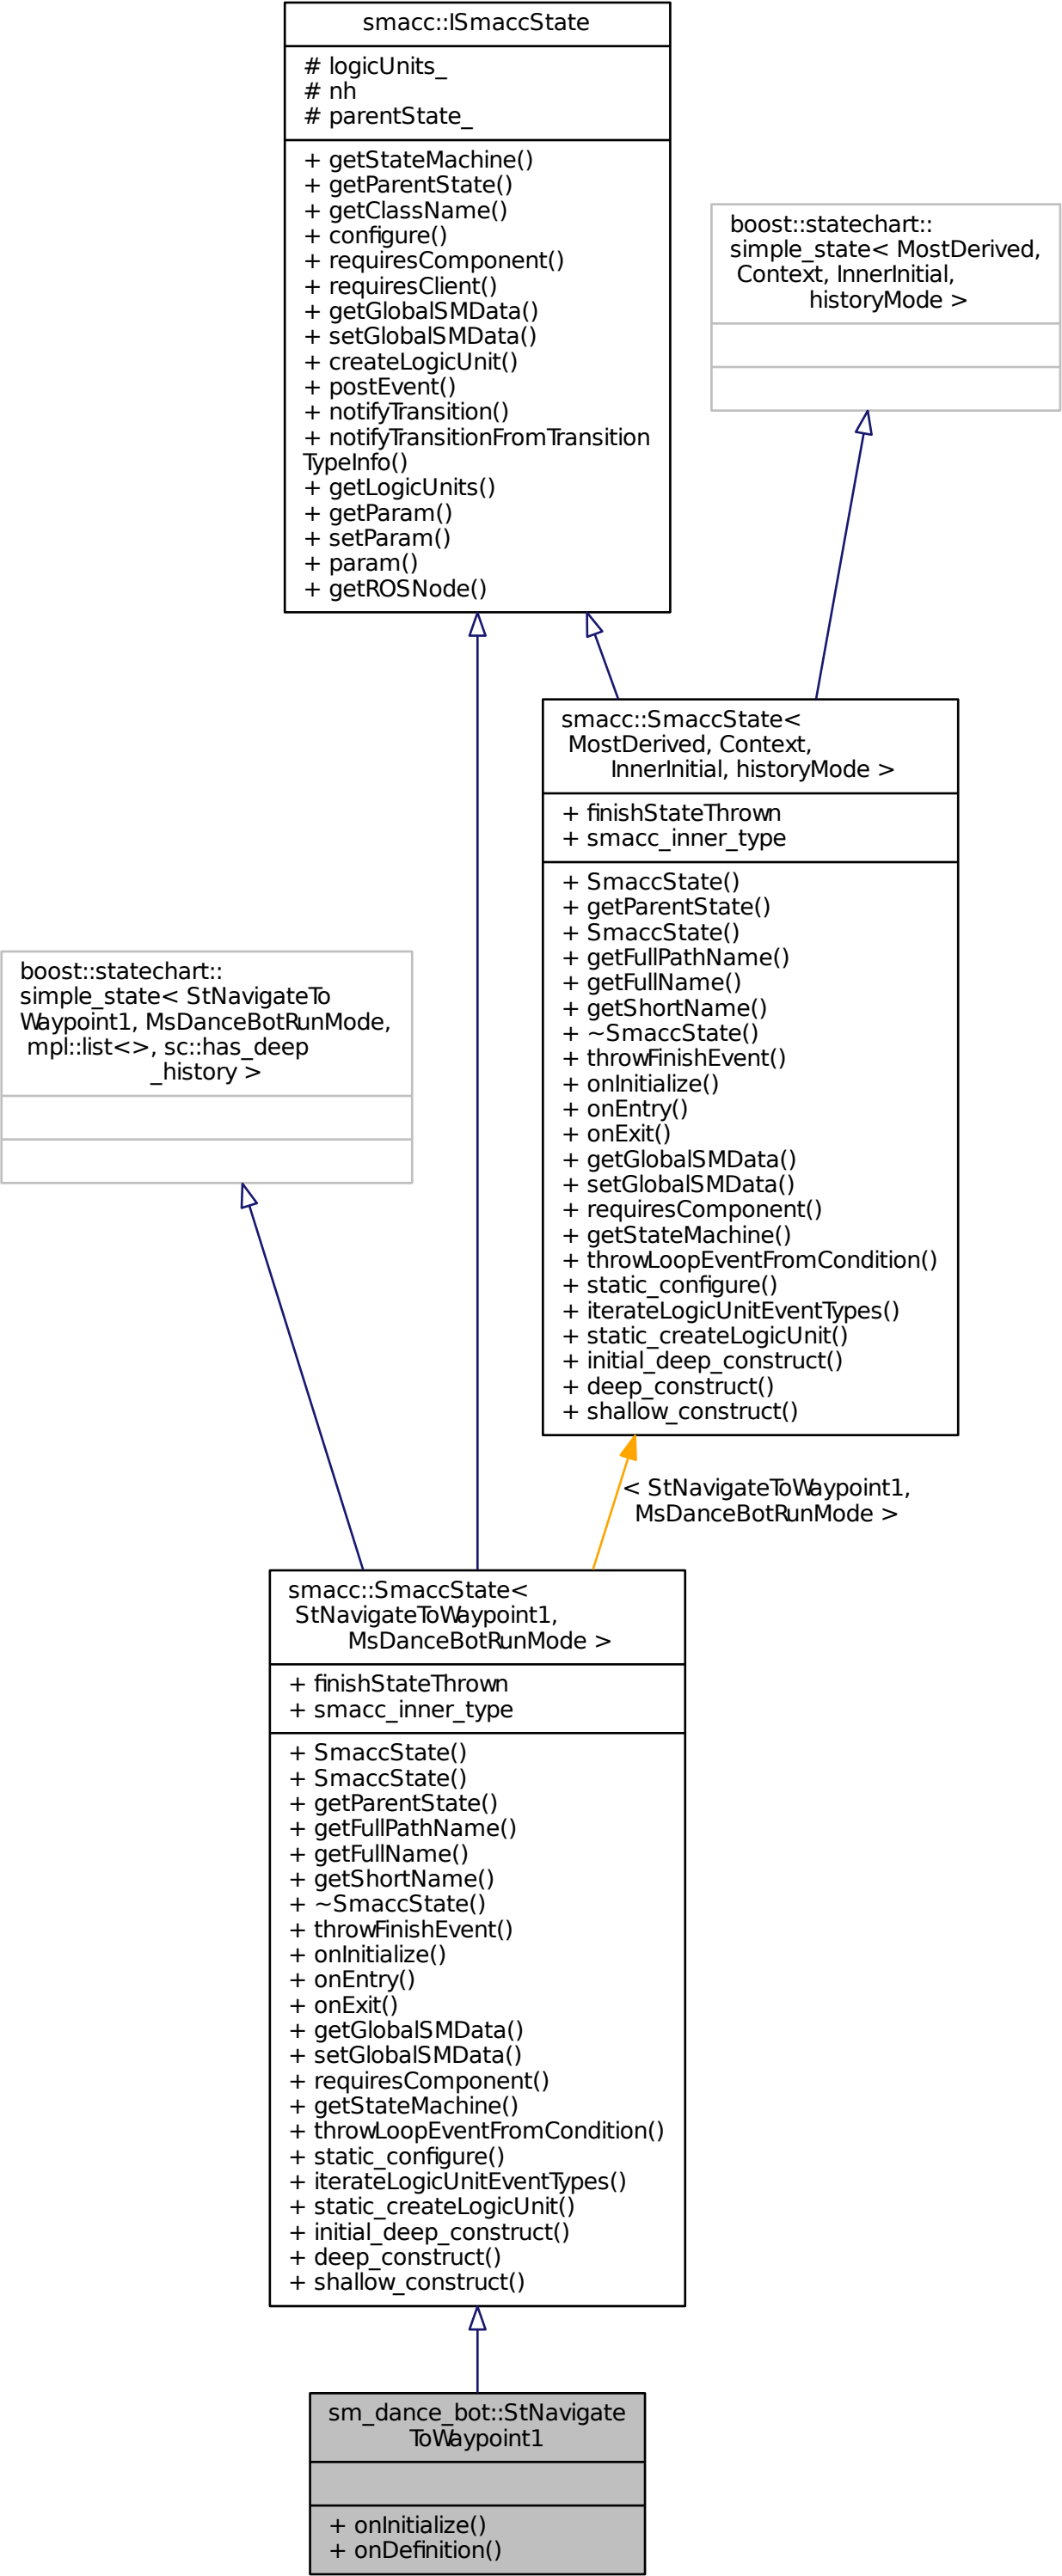 smacc::ISmaccState
# logicUnits_
# nh
# parentState_
+ getStateMachine()
+ getParentState()
+ getClassName()
+ configure()
+ requiresComponent()
+ requiresClient()
+ getGlobalSMData()
+ setGlobalSMData()
+ createLogicUnit()
+ postEvent()
+ notifyTransition()
+ notifyTransitionFromTransition
TypeInfo()
+ getLogicUnits()
+ getParam()
+ setParam()
+ param()
+ getROSNode()
boost::statechart::
simple_state< MostDerived,
Context, InnerInitial,
historyMode >
smacc::SmaccState<
MostDerived, Context,
InnerInitial, historyMode >
+ finishStateThrown
+ smacc_inner_type
+ SmaccState()
+ getParentState()
+ SmaccState()
+ getFullPathName()
+ getFullName()
+ getShortName()
+ ~SmaccState()
+ throwFinishEvent()
+ onInitialize()
+ onEntry()
+ onExit()
+ getGlobalSMData()
+ setGlobalSMData()
+ requiresComponent()
+ getStateMachine()
+ throwLoopEventFromCondition()
+ static_configure()
+ iterateLogicUnitEventTypes()
+ static_createLogicUnit()
+ initial_deep_construct()
+ deep_construct()
+ shallow_construct()
boost::statechart::
simple_state< StNavigateTo
Waypoint1, MsDanceBotRunMode,
mpl::list<>, sc::has_deep
_history >
< StNavigateToWaypoint1,
MsDanceBotRunMode >
smacc::SmaccState<
StNavigateToWaypoint1,
MsDanceBotRunMode >
+ finishStateThrown
+ smacc_inner_type
+ SmaccState()
+ SmaccState()
+ getParentState()
+ getFullPathName()
+ getFullName()
+ getShortName()
+ ~SmaccState()
+ throwFinishEvent()
+ onInitialize()
+ onEntry()
+ onExit()
+ getGlobalSMData()
+ setGlobalSMData()
+ requiresComponent()
+ getStateMachine()
+ throwLoopEventFromCondition()
+ static_configure()
+ iterateLogicUnitEventTypes()
+ static_createLogicUnit()
+ initial_deep_construct()
+ deep_construct()
+ shallow_construct()
sm_dance_bot::StNavigate
ToWaypoint1
+ onInitialize()
+ onDefinition()